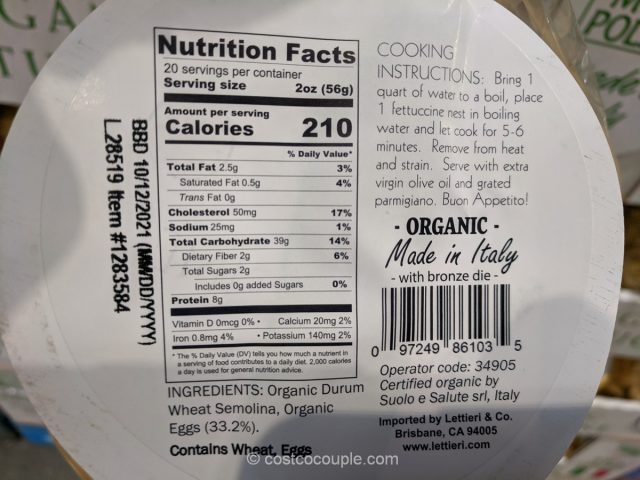 Nutrition Facts
20 servings per container
Serving size 2oz (56g)
Amount per serving
Calories 210
% Daily Value*
Total Fat 2.5g 3%
Saturated Fat 0.5g 4%
Trans Fat 0g
Cholesterol 50mg 17%
Sodium 25mg 1%
Total Carbohydrate 39g 14%
Dietary Fiber 2g 6%
Total Sugars 2g
Includes 0g added Sugars 0%
Protein 8g
Vitamin D 0mcg 0% • Calcium 20mg 2%
Iron 0.8mg 4% • Potassium 140mg 2%
* The % Daily Value (DV) tells you how much a nutrient in
a serving of food contributes to a daily diet. 2,000 calories
a day is used for general nutrition advice.
INGREDIENTS: Organic Durum
Wheat Semolina, Organic
Eggs (33.2%).
Contains Wheat, Eggs
BBD 10/12/2021 (MM/DD/YYYY)
L.28519 Item #1283584
COOKING
INSTRUCTIONS: Bring 1
quart of water to a boil, place
1 fettuccine nest in boiling
water and let cook for 5-6
minutes. Remove from heat
and strain. Serve with extra
virgin olive oil and grated
parmigiano. Buon Appetito!
- ORGANIC -
Made in Italy
- with bronze die -
0 97249 86103 5
Operator code: 34905
Certified organic by
Suolo e Salute srl, Italy
Imported by Lettieri & Co.
Brisbane, CA 94005
www.lettieri.com
© costcocouple.com